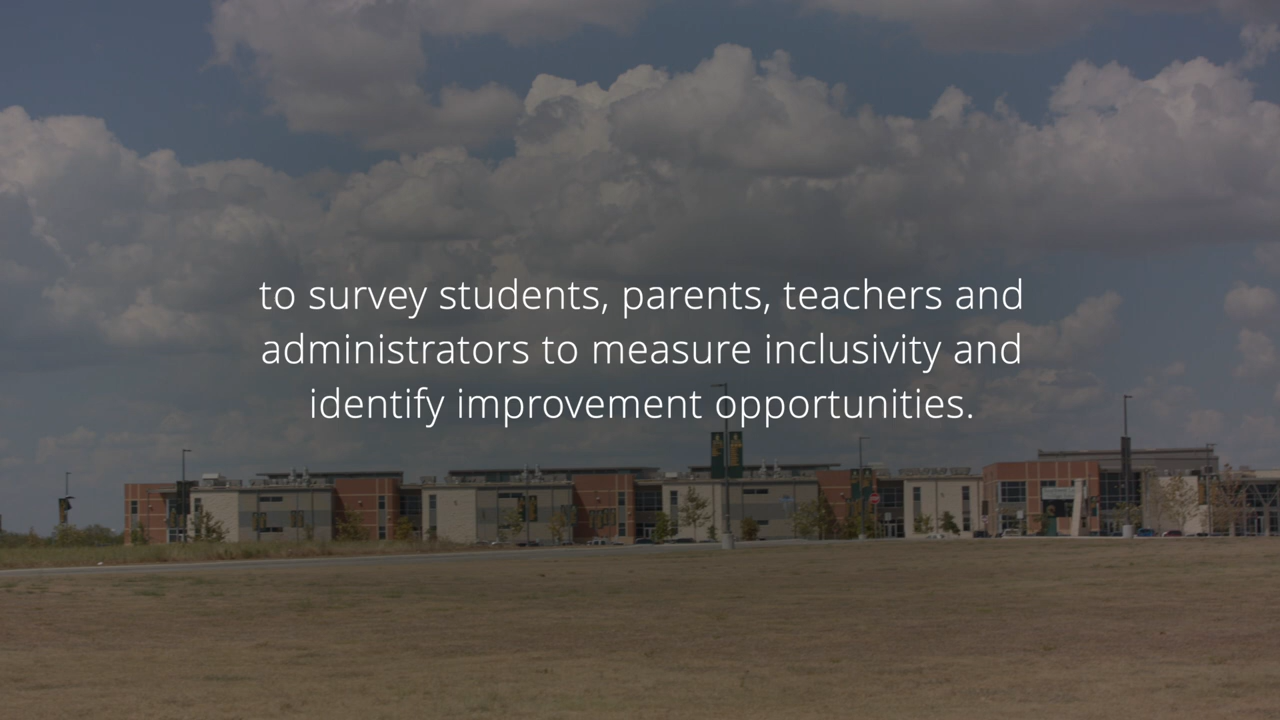 to survey students, parents, teachers and
administrators to measure inclusivity and
identify improvement opportunities.